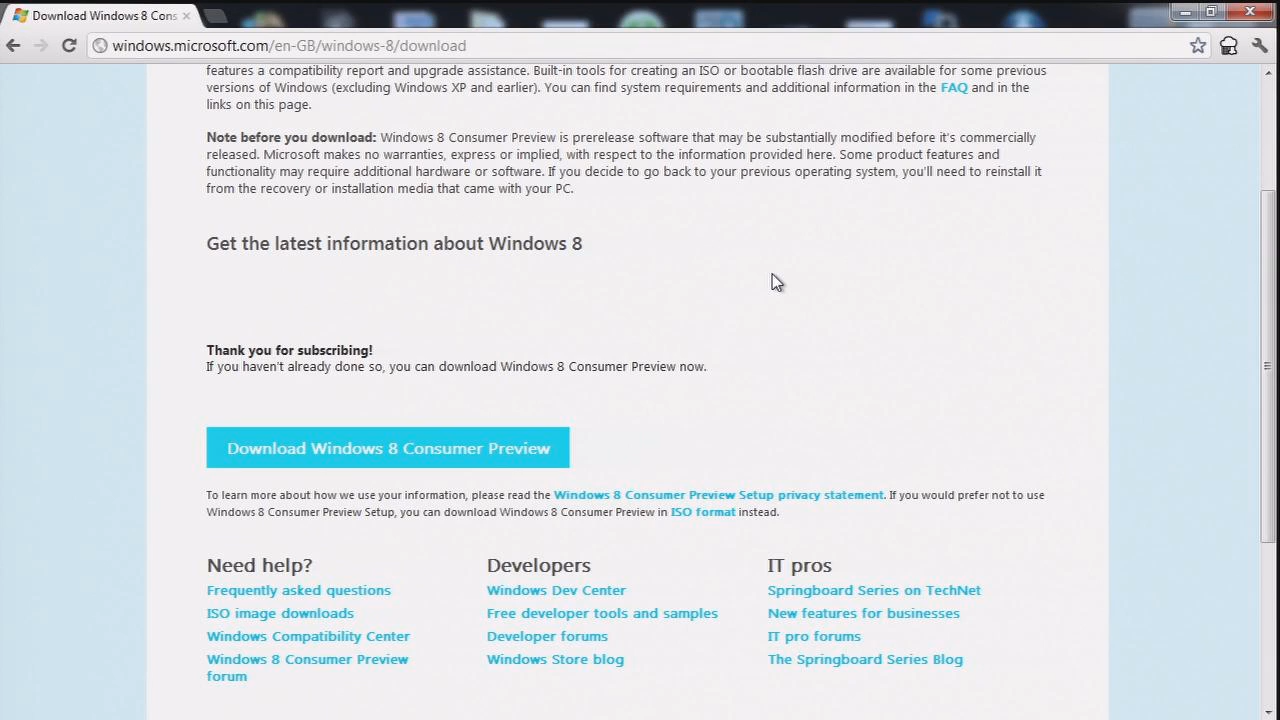 Download Windows 8 Cons
windows.microsoft.com/en-GB/windows-8/download
features a compatibility report and upgrade assistance. Built-in tools for creating an ISO or bootable flash drive are available for some previous
versions of Windows (excluding Windows XP and earlier). You can find system requirements and additional information in the FAQ and in the
links on this page.
Note before you download: Windows 8 Consumer Preview is prerelease software that may be substantially modified before it's commercially
released. Microsoft makes no warranties, express or implied, with respect to the information provided here. Some product features and
functionality may require additional hardware or software. If you decide to go back to your previous operating system, you'll need to reinstall it
from the recovery or installation media that came with your PC.
Get the latest information about Windows 8
Thank you for subscribing!
If you haven't already done so, you can download Windows 8 Consumer Preview now.
Download Windows 8 Consumer Preview
To learn more about how we use your information, please read the Windows 8 Consumer Preview Setup privacy statement. If you would prefer not to use
Windows 8 Consumer Preview Setup, you can download Windows 8 Consumer Preview in ISO format instead.
Need help?
Frequently asked questions
ISO image downloads
Windows Compatibility Center
Windows 8 Consumer Preview
forum
Developers
Windows Dev Center
Free developer tools and samples
Developer forums
Windows Store blog
IT pros
Springboard Series on TechNet
New features for businesses
IT pro forums
The Springboard Series Blog